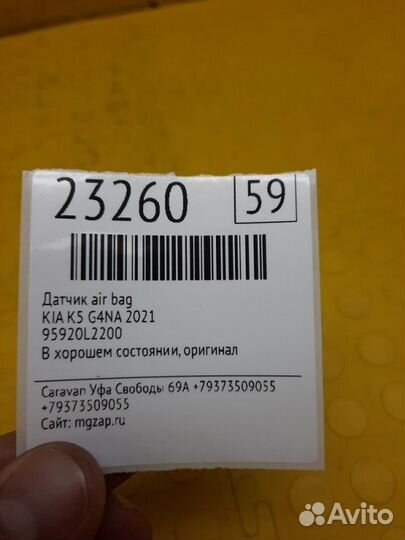 23260
59
Датчик air bag
KIA K5 G4NA 2021
95920L2200
В хорошем состоянии, оригинал
Caravan Уфа Свободы 69А +79373509055
+79373509055
Сайт: mgzap.ru
Avito